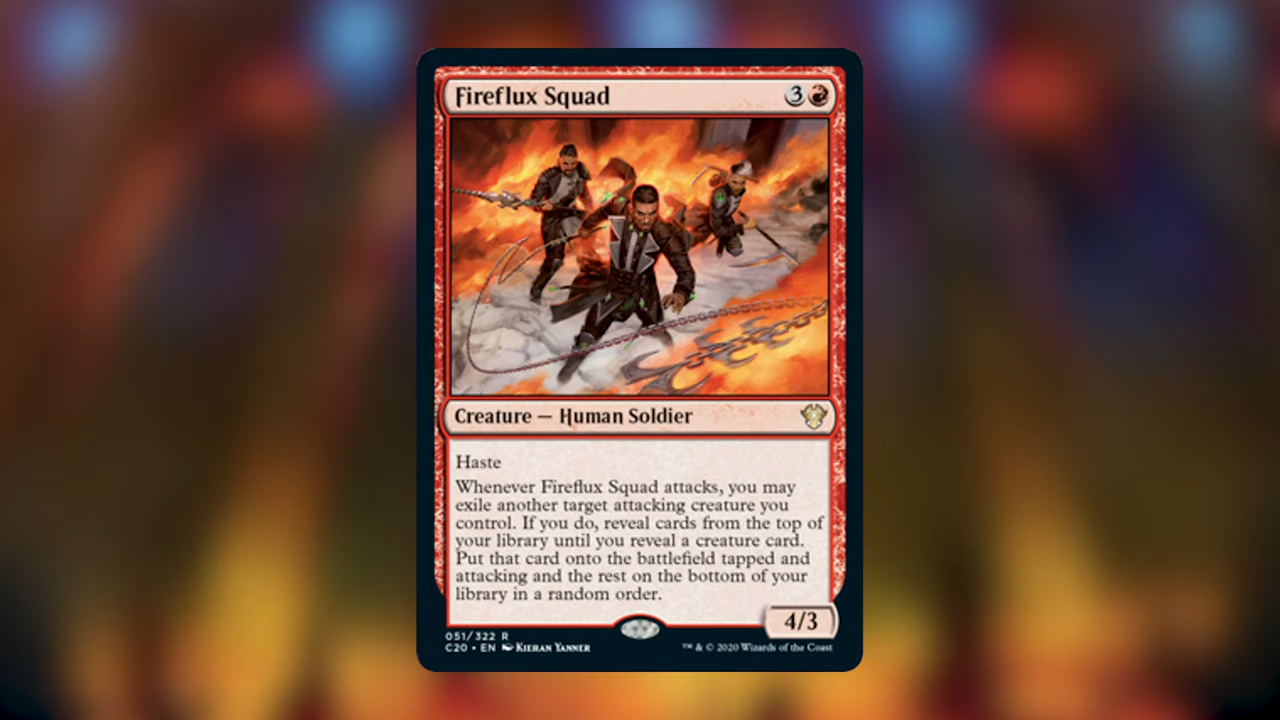 Fireflux Squad 3
Creature — Human Soldier
Haste
Whenever Fireflux Squad attacks, you may
exile another target attacking creature you
control. If you do, reveal cards from the top of
your library until you reveal a creature card.
Put that card onto the battlefield tapped and
attacking and the rest on the bottom of your
library in a random order.
4/3
051/322 R
C20 • EN Kieran Yanner
™ & © 2020 Wizards of the Coast